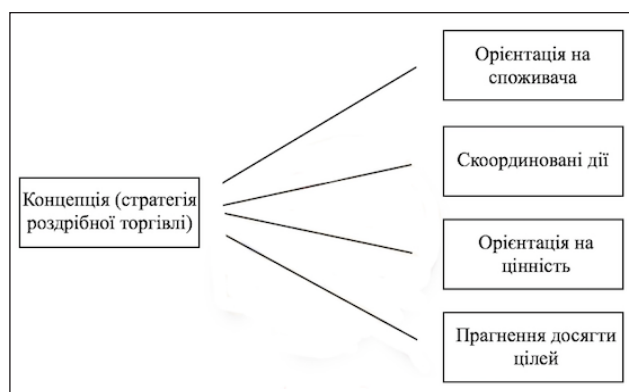 Орієнтація на
споживача
Скоординовані дії
Концепція (стратегія
роздрібної торгівлі)
Орієнтація на
цінність
Прагнення досягти
цілей